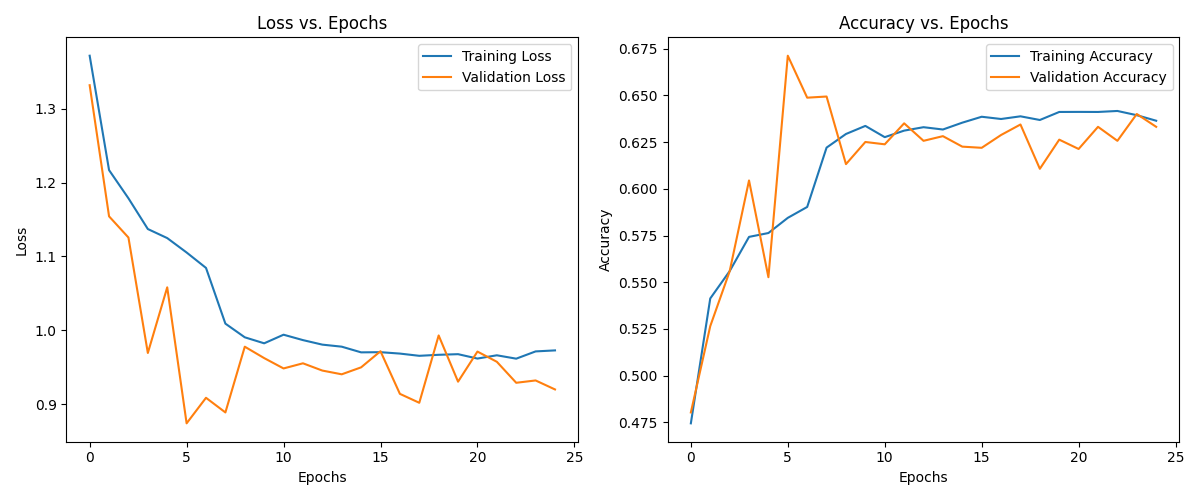 Loss vs. Epochs
Training Loss
Validation Loss
1.3
1.2
1.1
1.0
0.9
Loss
0
5
10
15
20
25
Epochs
Accuracy vs. Epochs
Training Accuracy
Validation Accuracy
0.675
0.650
0.625
0.600
0.575
0.550
0.525
0.500
0.475
Accuracy
0
5
10
15
20
25
Epochs